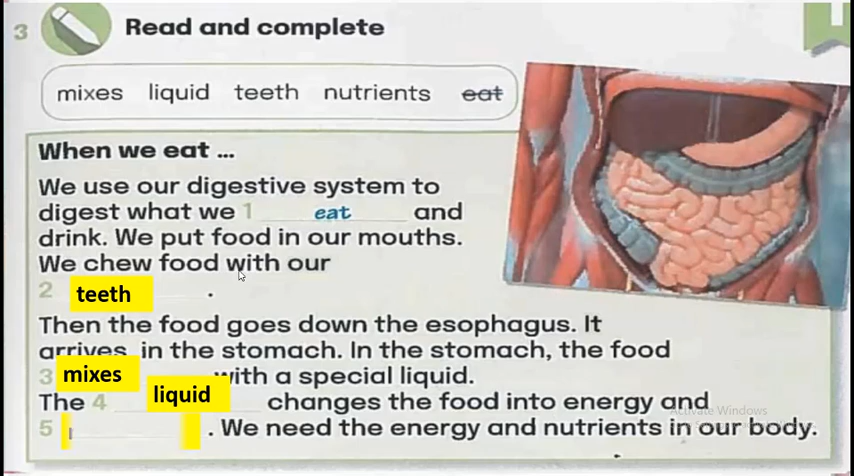 3 Read and complete
mixes liquid teeth nutrients eat
When we eat ...
We use our digestive system to
digest what we 1 eat and
drink. We put food in our mouths.
We chew food with our
2 teeth .
Then the food goes down the esophagus. It
arrives in the stomach. In the stomach, the food
3 mixes with a special liquid.
The 4 liquid changes the food into energy and
5 . We need the energy and nutrients in our body.
Activate Windows